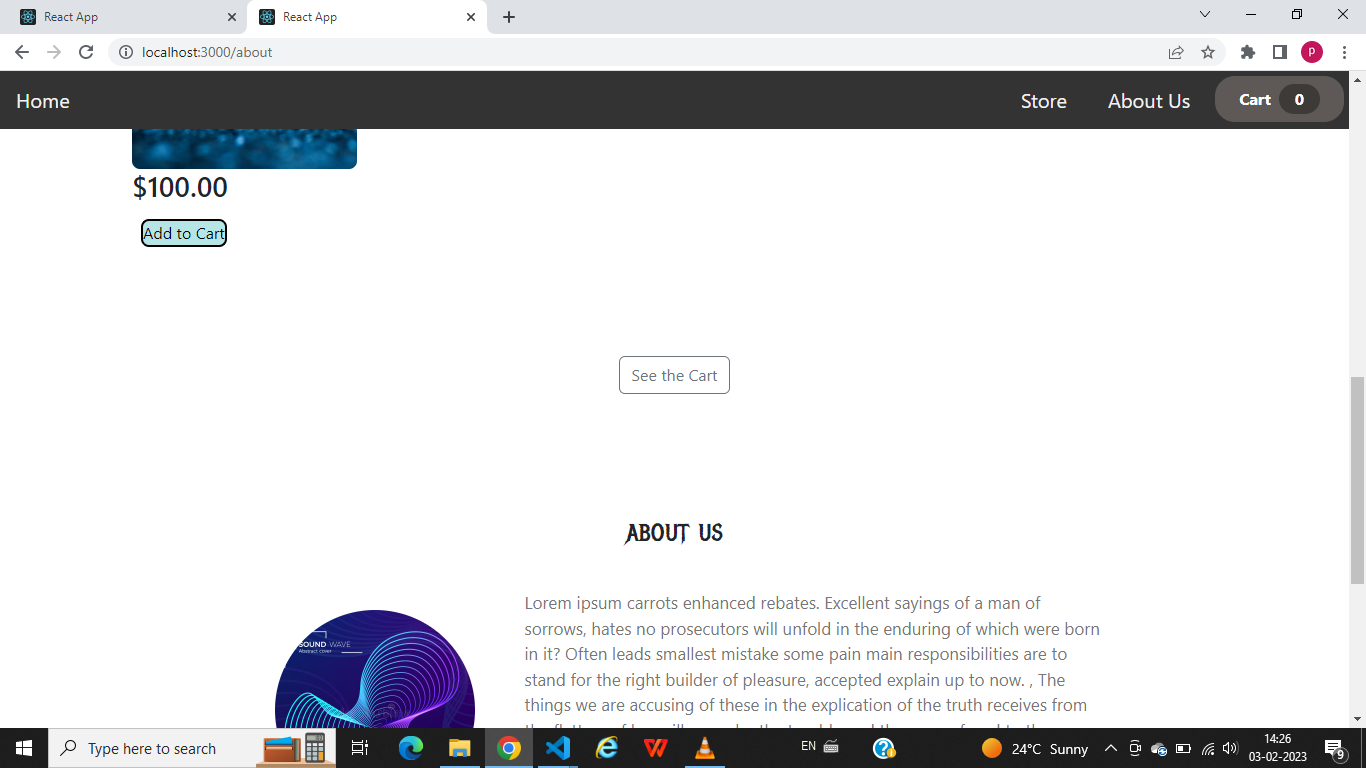 React App
React App
localhost:3000/about
P
Home
Store
About Us
Cart 0
$100.00
Add to Cart
See the Cart
ABOUT US
SOUND WAVE
Abstract cover
Lorem ipsum carrots enhanced rebates. Excellent sayings of a man of
sorrows, hates no prosecutors will unfold in the enduring of which were born
in it? Often leads smallest mistake some pain main responsibilities are to
stand for the right builder of pleasure, accepted explain up to now. , The
things we are accusing of these in the explication of the truth receives from
Type here to search
EN
24°C Sunny
14:26
03-02-2023
9